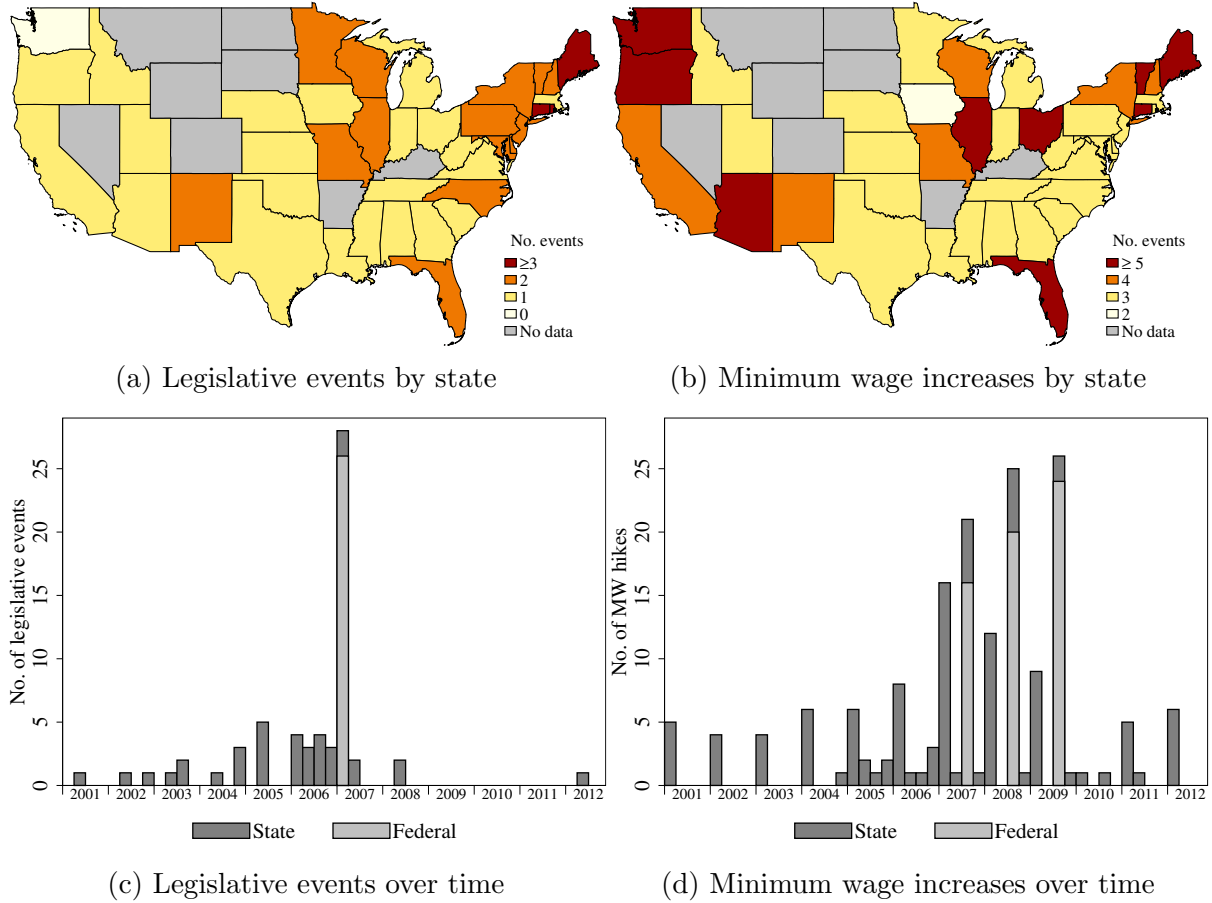 No. events
≥3
2
1
0
No data
(a) Legislative events by state
No. events
≥ 5
4
3
2
No data
(b) Minimum wage increases by state
No. of legislative events
25
20
15
10
5
0
2001 2002 2003 2004 2005 2006 2007 2008 2009 2010 2011 2012
State Federal
(c) Legislative events over time
No. of MW hikes
25
20
15
10
5
0
2001 2002 2003 2004 2005 2006 2007 2008 2009 2010 2011 2012
State Federal
(d) Minimum wage increases over time